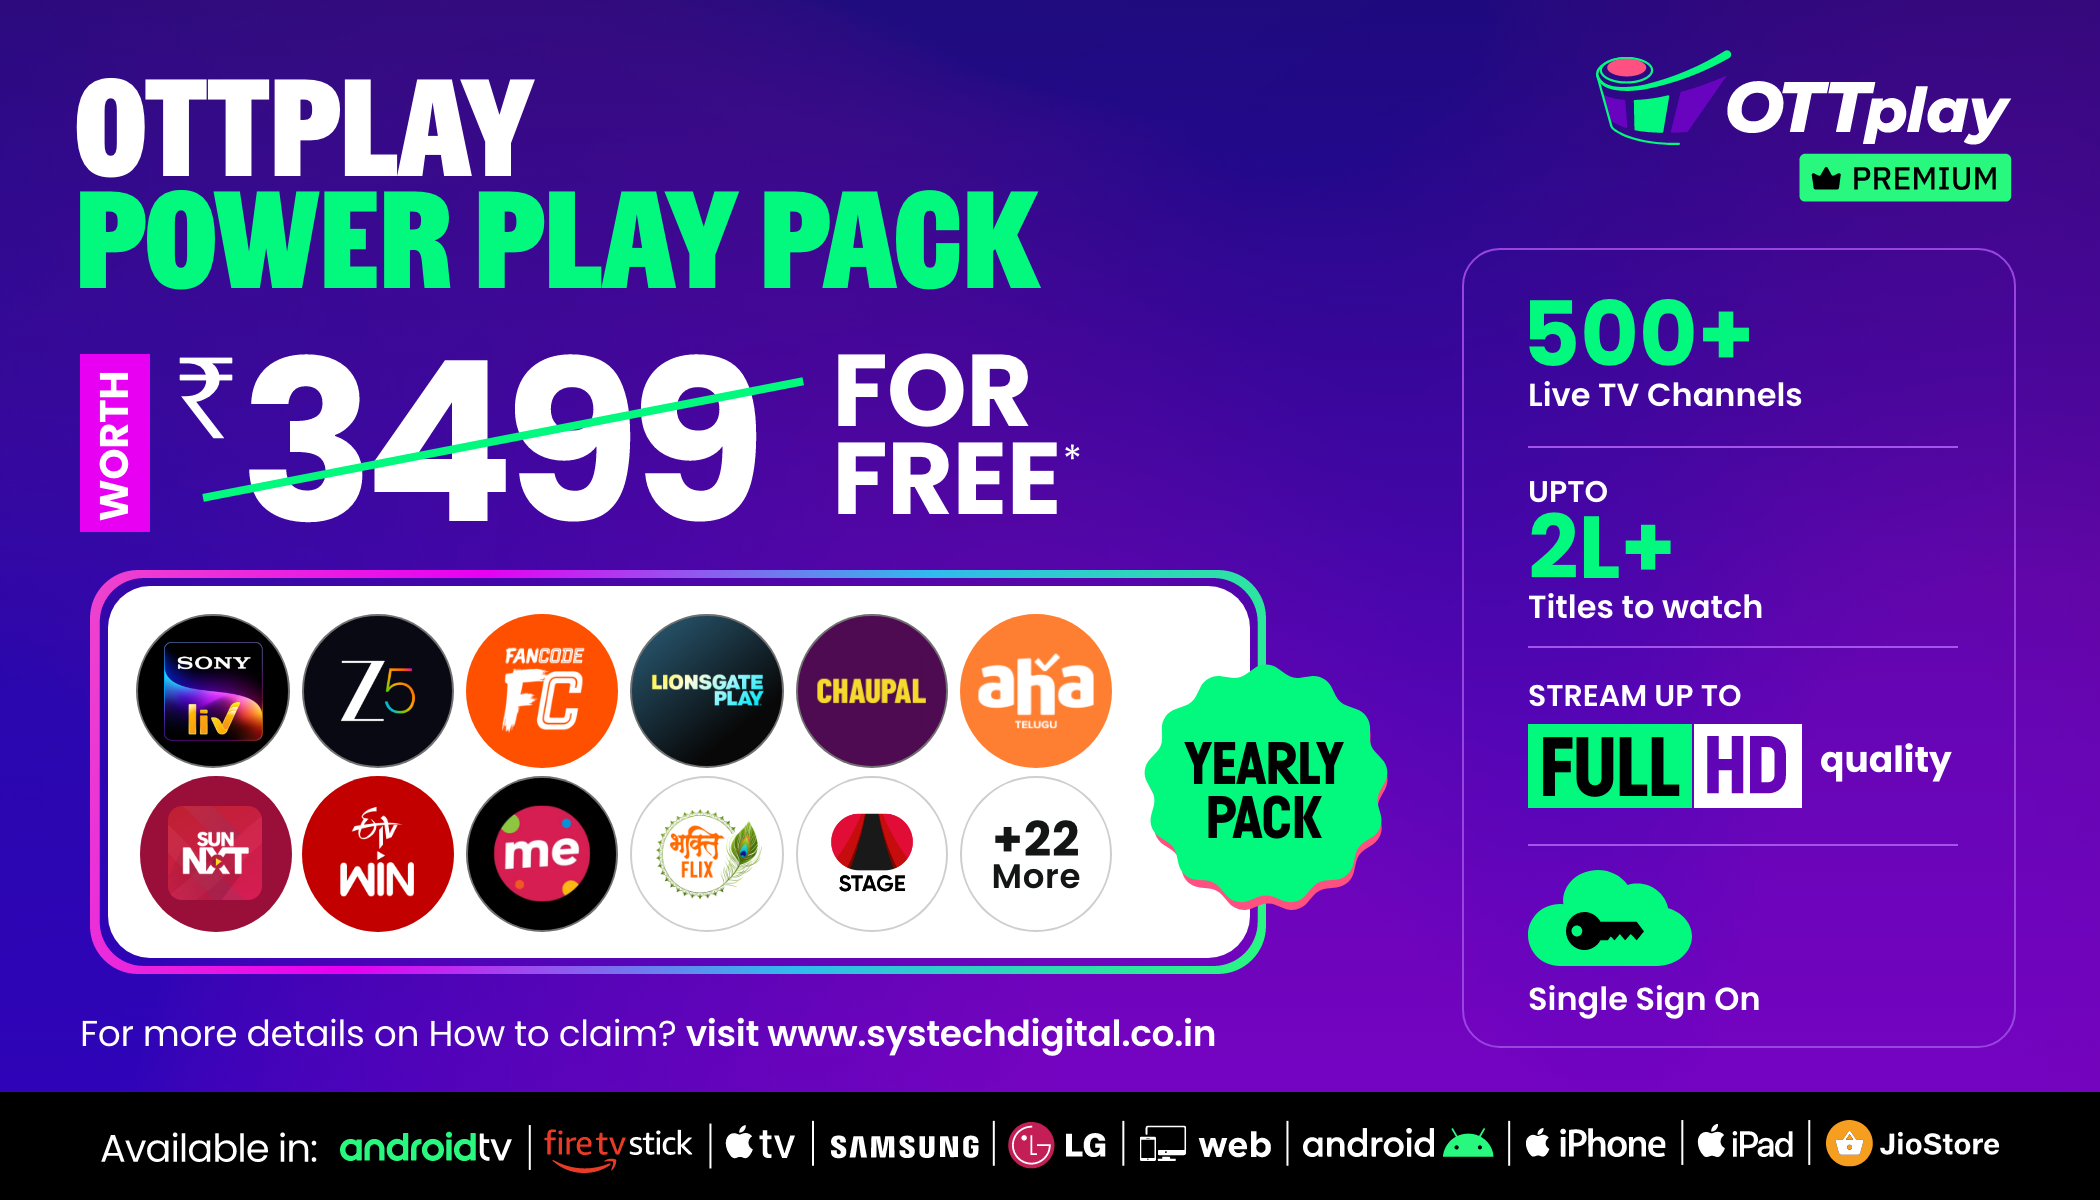 OTTPLAY
POWER PLAY PACK
OTTplay
PREMIUM
WORTH
₹3499
FOR
FREE*
SONY
liv
Z5
FANCODE
FC
LIONSGATE
PLAY
CHAUPAL
aha
TELUGU
SUN
NXT
ETV
WIN
me
भक्ति
FLIX
STAGE
+22
More
YEARLY
PACK
For more details on How to claim? visit www.systechdigital.co.in
500+
Live TV Channels
UPTO
2L+
Titles to watch
STREAM UP TO
FULL HD quality
Single Sign On
Available in: androidtv | firetvstick | tv | SAMSUNG | LG | web | android | iPhone | iPad | JioStore